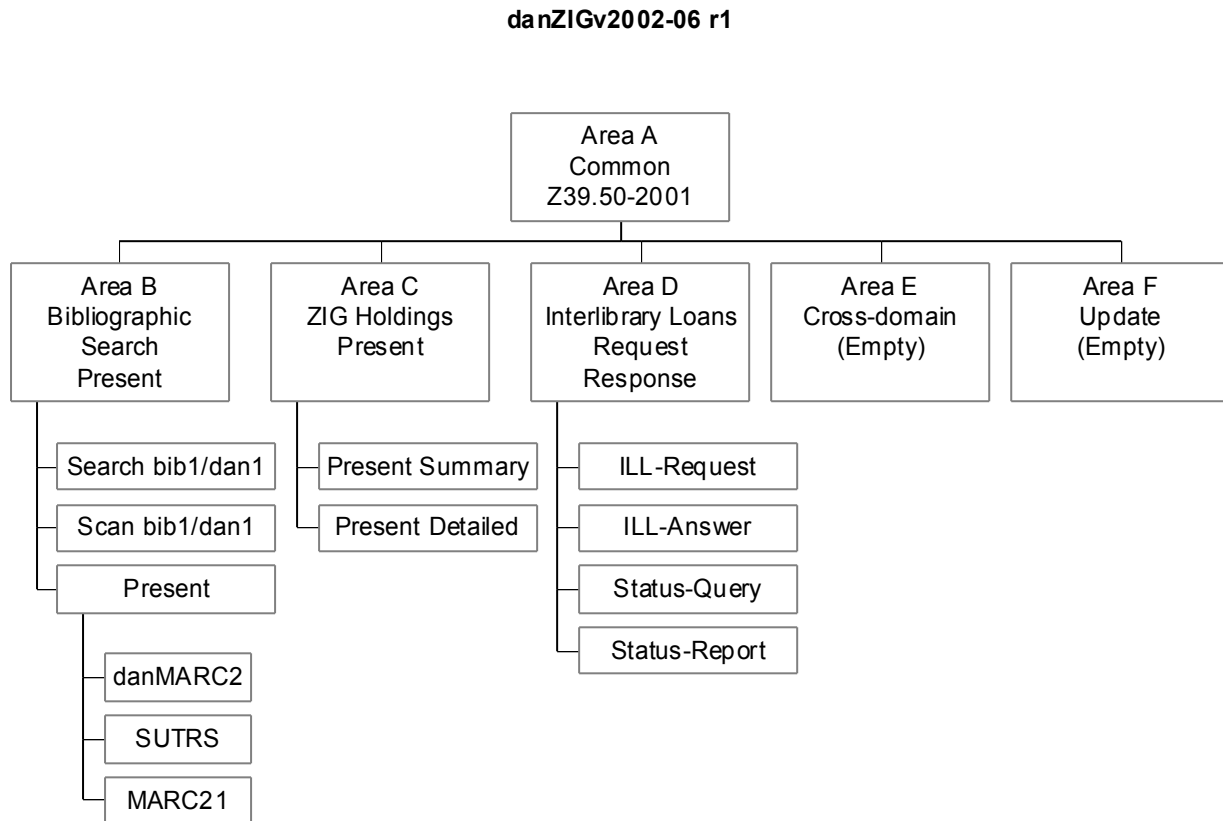 danZIGv2002-06 r1
Area A
Common
Z39.50-2001
Area B
Bibliographic
Search
Present
Area C
ZIG Holdings
Present
Area D
Interlibrary Loans
Request
Response
Area E
Cross-domain
(Empty)
Area F
Update
(Empty)
Search bib1/dan1
Scan bib1/dan1
Present
danMARC2
SUTRS
MARC21
Present Summary
Present Detailed
ILL-Request
ILL-Answer
Status-Query
Status-Report